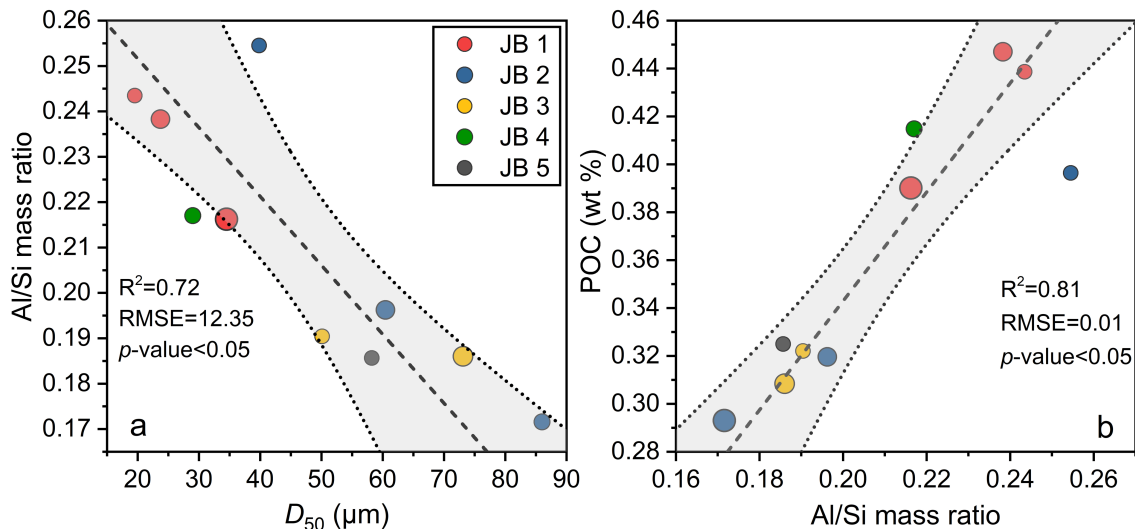 0.26
0.25
0.24
0.23
0.22
0.21
0.20
0.19
0.18
0.17
Al/Si mass ratio
JB 1
JB 2
JB 3
JB 4
JB 5
R²=0.72
RMSE=12.35
p-value<0.05
a
20 30 40 50 60 70 80 90
D₅₀ (μm)
0.46
0.44
0.42
0.40
0.38
0.36
0.34
0.32
0.30
0.28
POC (wt %)
R²=0.81
RMSE=0.01
p-value<0.05
b
0.16 0.18 0.20 0.22 0.24 0.26
Al/Si mass ratio